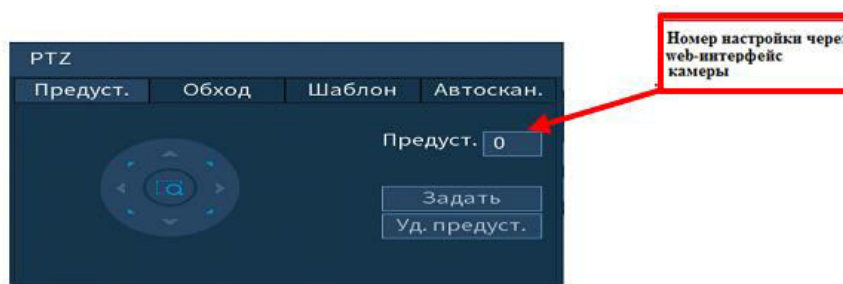 Номер настройки через
web-интерфейс
камеры
PTZ
Предуст.
Обход
Шаблон
Автоскан.
Предуст. 0
Задать
Уд. предуст.